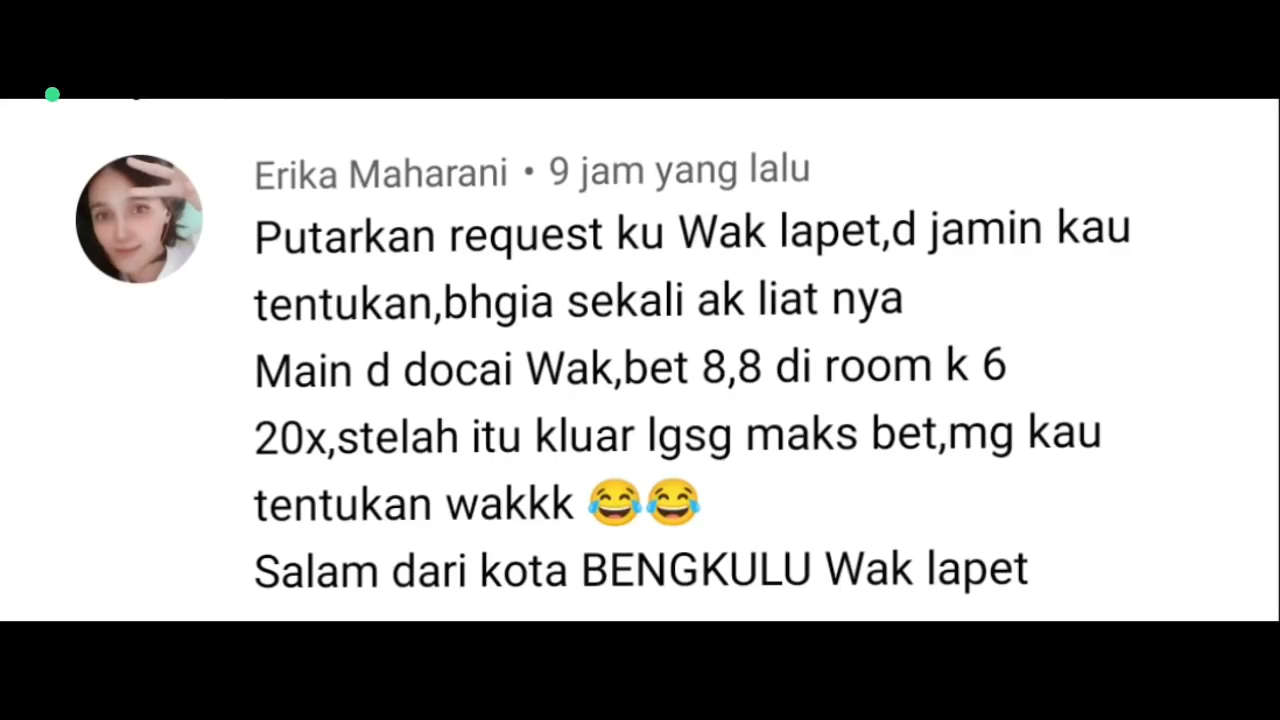 Erika Maharani • 9 jam yang lalu
Putarkan request ku Wak lapet,d jamin kau
tentukan,bhgia sekali ak liat nya
Main d docai Wak,bet 8,8 di room k 6
20x,stelah itu kluar lgsg maks bet,mg kau
tentukan wakkk 😂😂
Salam dari kota BENGKULU Wak lapet